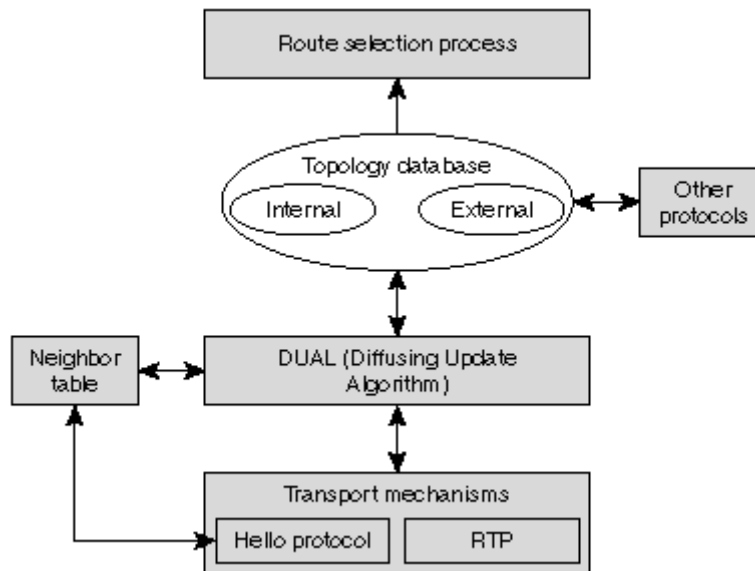 Route selection process
Topology database
Internal
External
Other
protocols
Neighbor
table
DUAL (Diffusing Update
Algorithm)
Transport mechanisms
Hello protocol
RTP